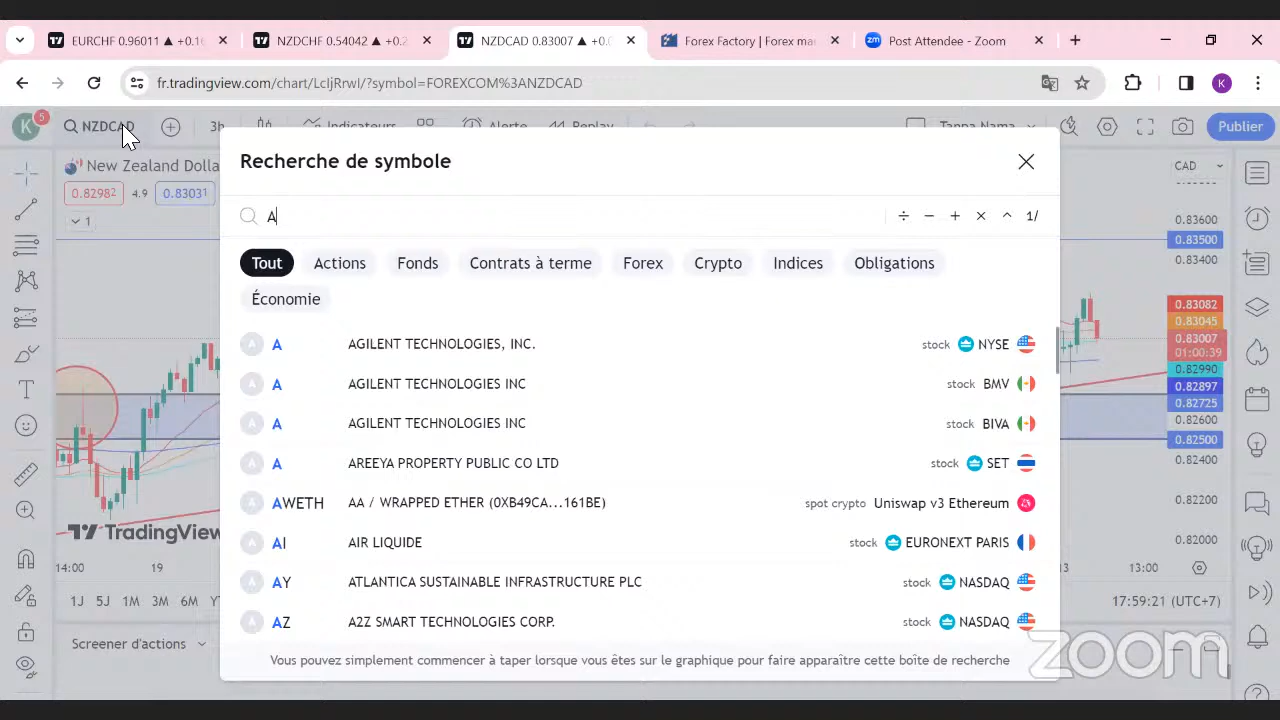 EURCHF 0.96011 ▲ +0.1
NZDCHF 0.54042 ▲ +0.2
NZDCAD 0.83007 ▲ +0.0
Forex Factory | Forex ma
Post Attendee - Zoom
fr.tradingview.com/chart/LcIjRrwI/?symbol=FOREXCOM%3ANZDCAD
K
K
5
NZDCAD
3h
Indicateurs
Alerte
Replay
Tanna Nama
Publier
New Zealand Dolla
0.82982
4.9
0.83031
1
CAD
Recherche de symbole
A
÷ − + × ^ 1/
Tout
Actions
Fonds
Contrats à terme
Forex
Crypto
Indices
Obligations
Économie
A A AGILENT TECHNOLOGIES, INC. stock NYSE
A A AGILENT TECHNOLOGIES INC stock BMV
A A AGILENT TECHNOLOGIES INC stock BIVA
A A AREEYA PROPERTY PUBLIC CO LTD stock SET
A AWETH AA / WRAPPED ETHER (0XB49CA...161BE) spot crypto Uniswap v3 Ethereum
A AI AIR LIQUIDE stock EURONEXT PARIS
A AY ATLANTICA SUSTAINABLE INFRASTRUCTURE PLC stock NASDAQ
A AZ A2Z SMART TECHNOLOGIES CORP. stock NASDAQ
Vous pouvez simplement commencer à taper lorsque vous êtes sur le graphique pour faire apparaître cette boîte de recherche
0.83600
0.83500
0.83400
0.83082
0.83045
0.83007
01:00:39
0.82990
0.82897
0.82725
0.82600
0.82500
0.82400
0.82200
0.82000
TradingView
14:00
19
13:00
1J 5J 1M 3M 6M
17:59:21 (UTC+7)
Screener d'actions
zoom